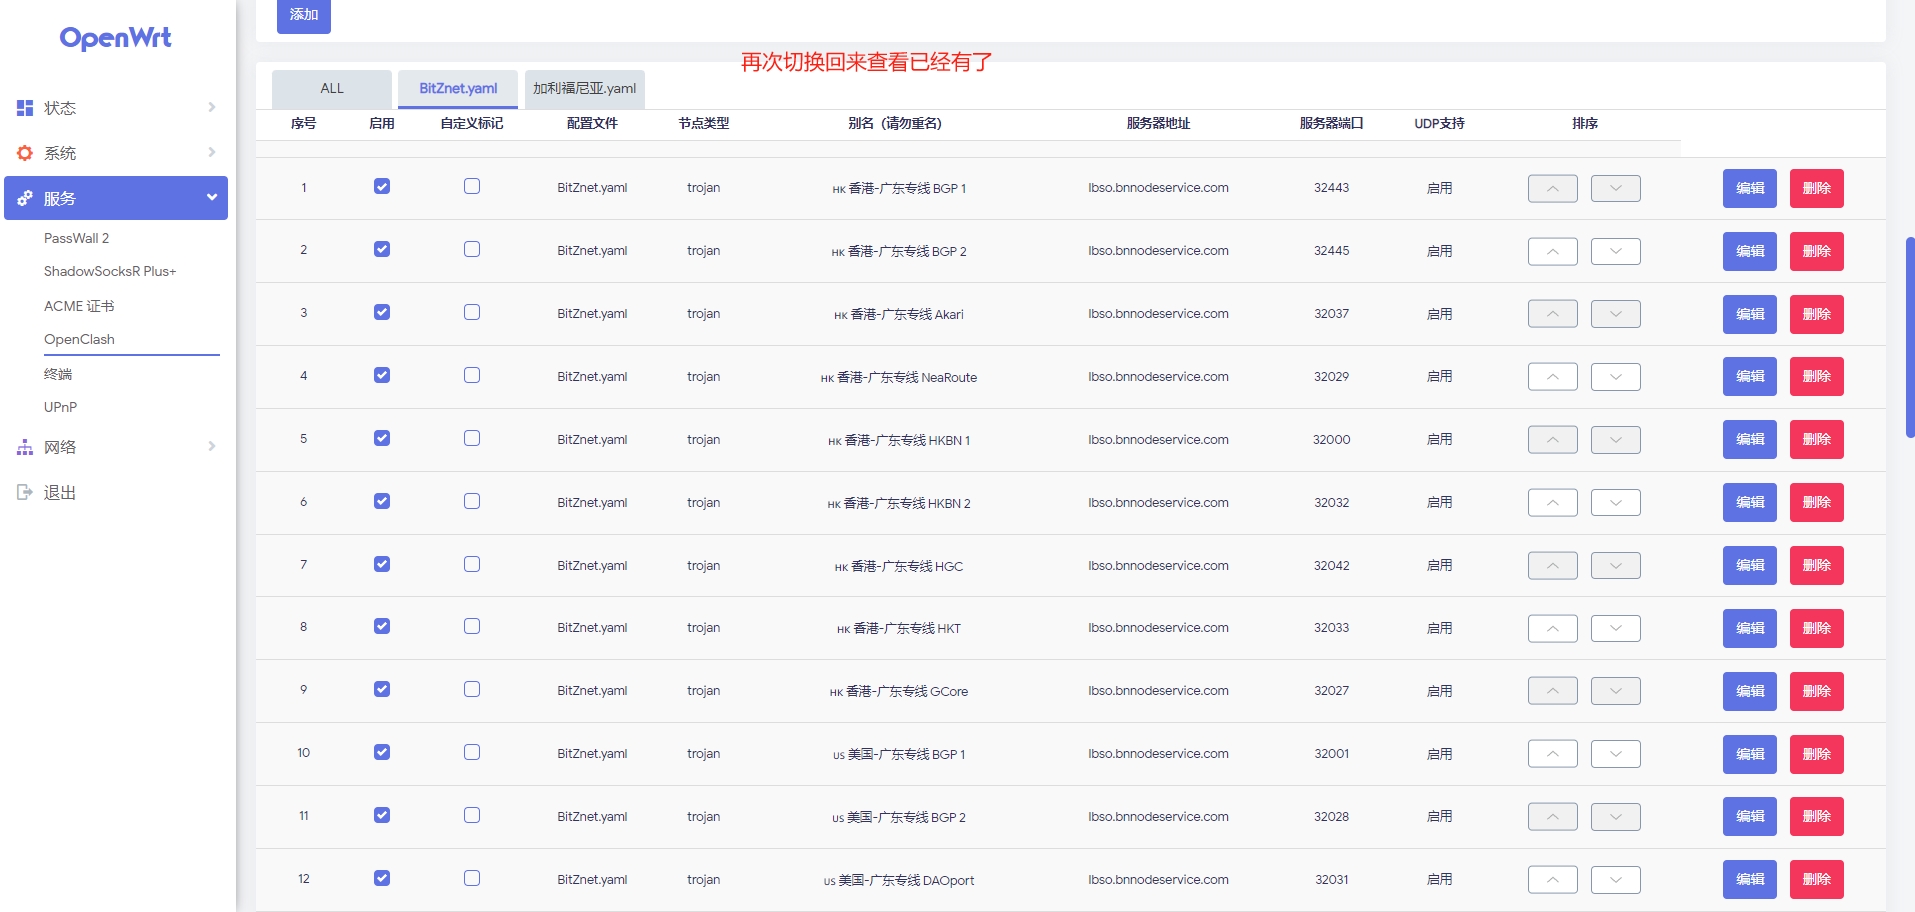 添加
OpenWrt
再次切换回来查看已经有了
状态
系统
服务
PassWall 2
ShadowSocksR Plus+
ACME 证书
OpenClash
终端
UPnP
网络
退出
ALL BitZnet.yaml 加利福尼亚.yaml
序号 启用 自定义标记 配置文件 节点类型 别名（请勿重名） 服务器地址 服务器端口 UDP支持 排序
1 BitZnet.yaml trojan HK 香港-广东专线 BGP 1 lbso.bnnodeservice.com 32443 启用 编辑 删除
2 BitZnet.yaml trojan HK 香港-广东专线 BGP 2 lbso.bnnodeservice.com 32445 启用 编辑 删除
3 BitZnet.yaml trojan HK 香港-广东专线 Akari lbso.bnnodeservice.com 32037 启用 编辑 删除
4 BitZnet.yaml trojan HK 香港-广东专线 NeaRoute lbso.bnnodeservice.com 32029 启用 编辑 删除
5 BitZnet.yaml trojan HK 香港-广东专线 HKBN 1 lbso.bnnodeservice.com 32000 启用 编辑 删除
6 BitZnet.yaml trojan HK 香港-广东专线 HKBN 2 lbso.bnnodeservice.com 32032 启用 编辑 删除
7 BitZnet.yaml trojan HK 香港-广东专线 HGC lbso.bnnodeservice.com 32042 启用 编辑 删除
8 BitZnet.yaml trojan HK 香港-广东专线 HKT lbso.bnnodeservice.com 32033 启用 编辑 删除
9 BitZnet.yaml trojan HK 香港-广东专线 GCore lbso.bnnodeservice.com 32027 启用 编辑 删除
10 BitZnet.yaml trojan US 美国-广东专线 BGP 1 lbso.bnnodeservice.com 32001 启用 编辑 删除
11 BitZnet.yaml trojan US 美国-广东专线 BGP 2 lbso.bnnodeservice.com 32028 启用 编辑 删除
12 BitZnet.yaml trojan US 美国-广东专线 DAOport lbso.bnnodeservice.com 32031 启用 编辑 删除